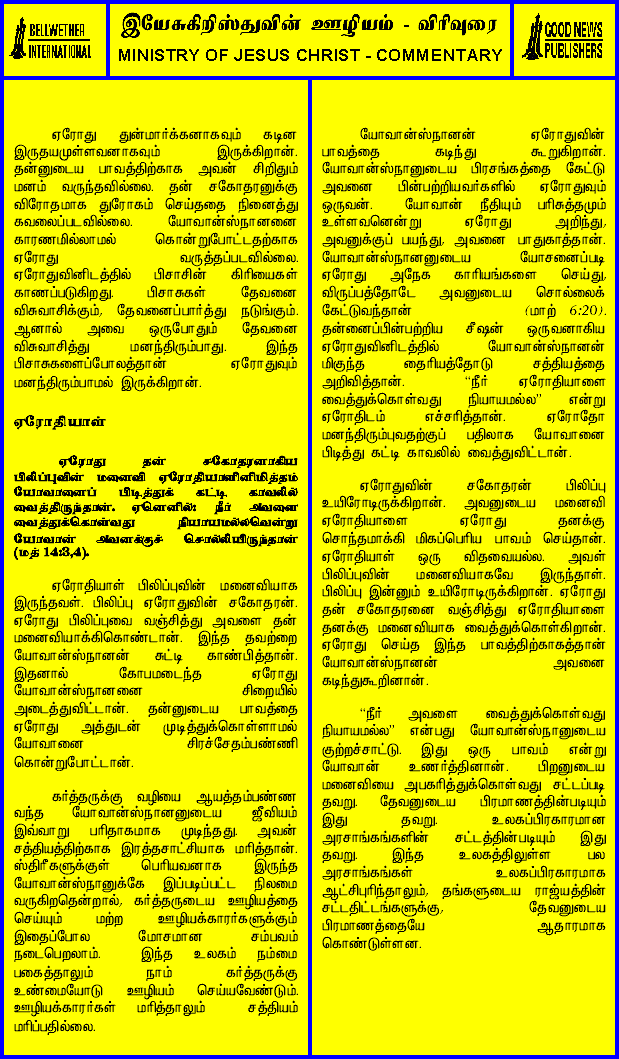 BELLWETHER
INTERNATIONAL
இயேசுகிறிஸ்துவின் ஊழியம் - விரிவுரை
MINISTRY OF JESUS CHRIST - COMMENTARY
GOOD NEWS
PUBLISHERS
ஏரோது துன்மார்க்கனாகவும் கடின
இருதயமுள்ளவனாகவும் இருக்கிறான்.
தன்னுடைய பாவத்திற்காக அவன் சிறிதும்
மனம் வருந்தவில்லை. தன் சகோதரனுக்கு
விரோதமாக துரோகம் செய்ததை நினைத்து
கவலைப்படவில்லை. யோவான்ஸ்நானனை
காரணமில்லாமல் கொன்றுபோட்டதற்காக
ஏரோது வருத்தப்படவில்லை.
ஏரோதுவினிடத்தில் பிசாசின் கிரியைகள்
காணப்படுகிறது. பிசாசுகள் தேவனை
விசுவாசிக்கும், தேவனைப்பார்த்து நடுங்கும்.
ஆனால் அவை ஒருபோதும் தேவனை
விசுவாசித்து மனந்திரும்பாது. இந்த
பிசாசுகளைப்போலத்தான் ஏரோதுவும்
மனந்திரும்பாமல் இருக்கிறான்.
ஏரோதியாள்
ஏரோது தன் சகோதரனாகிய
பிலிப்புவின் மனைவி ஏரோதியாளினிமித்தம்
யோவானைப் பிடித்துக் கட்டி காவலில்
வைத்திருந்தான். ஏனெனில்: நீர் அவளை
வைத்துக்கொள்வது நியாயமல்லவென்று
யோவான் அவனுக்குச் சொல்லியிருந்தான்
(மத் 14:3,4).
ஏரோதியாள் பிலிப்புவின் மனைவியாக
இருந்தவள். பிலிப்பு ஏரோதுவின் சகோதரன்.
ஏரோது பிலிப்புவை வஞ்சித்து அவளை தன்
மனைவியாக்கிகொண்டான். இந்த தவற்றை
யோவான்ஸ்நானன் சுட்டி காண்பித்தான்.
இதனால் கோபமடைந்த ஏரோது
யோவான்ஸ்நானனை சிறையில்
அடைத்துவிட்டான். தன்னுடைய பாவத்தை
ஏரோது அத்துடன் முடித்துக்கொள்ளாமல்
யோவானை சிரச்சேதம்பண்ணி
கொன்றுபோட்டான்.
கர்த்தருக்கு வழியை ஆயத்தம்பண்ண
வந்த யோவான்ஸ்நானனுடைய ஜீவியம்
இவ்வாறு பரிதாகமாக முடிந்தது. அவன்
சத்தியத்திற்காக இரத்தசாட்சியாக மரித்தான்.
ஸ்திரீகளுக்குள் பெரியவனாக இருந்த
யோவான்ஸ்நானுக்கே இப்படிப்பட்ட நிலமை
வருகிறதென்றால், கர்த்தருடைய ஊழியத்தை
செய்யும் மற்ற ஊழியக்காரர்களுக்கும்
இதைப்போல மோசமான சம்பவம்
நடைபெறலாம். இந்த உலகம் நம்மை
பகைத்தாலும் நாம் கர்த்தருக்கு
உண்மையோடு ஊழியம் செய்யவேண்டும்.
ஊழியக்காரர்கள் மரித்தாலும் சத்தியம்
மரிப்பதில்லை.
யோவான்ஸ்நானன் ஏரோதுவின்
பாவத்தை கடிந்து கூறுகிறான்.
யோவான்ஸ்நானுடைய பிரசங்கத்தை கேட்டு
அவனை பின்பற்றியவர்களில் ஏரோதுவும்
ஒருவன். யோவான் நீதியும் பரிசுத்தமும்
உள்ளவனென்று ஏரோது அறிந்து,
அவனுக்குப் பயந்து, அவனை பாதுகாத்தான்.
யோவான்ஸ்நானனுடைய யோசனைப்படி
ஏரோது அநேக காரியங்களை செய்து,
விருப்பத்தோடே அவனுடைய சொல்லைக்
கேட்டுவந்தான் (மாற் 6:20).
தன்னைப்பின்பற்றிய சீஷன் ஒருவனாகிய
ஏரோதுவினிடத்தில் யோவான்ஸ்நானன்
மிகுந்த தைரியத்தோடு சத்தியத்தை
அறிவித்தான். “நீர் ஏரோதியாளை
வைத்துக்கொள்வது நியாயமல்ல” என்று
ஏரோதிடம் எச்சரித்தான். ஏரோதோ
மனந்திரும்புவதற்குப் பதிலாக யோவானை
பிடித்து கட்டி காவலில் வைத்துவிட்டான்.
ஏரோதுவின் சகோதரன் பிலிப்பு
உயிரோடிருக்கிறான். அவனுடைய மனைவி
ஏரோதியாளை ஏரோது தனக்கு
சொந்தமாக்கி மிகப்பெரிய பாவம் செய்தான்.
ஏரோதியாள் ஒரு விதவையல்ல. அவள்
பிலிப்புவின் மனைவியாகவே இருந்தாள்.
பிலிப்பு இன்னும் உயிரோடிருக்கிறான். ஏரோது
தன் சகோதரனை வஞ்சித்து ஏரோதியாளை
தனக்கு மனைவியாக வைத்துக்கொள்கிறான்.
ஏரோது செய்த இந்த பாவத்திற்காகத்தான்
யோவான்ஸ்நானன் அவனை
கடிந்துகூறினான்.
“நீர் அவளை வைத்துக்கொள்வது
நியாயமல்ல” என்பது யோவான்ஸ்நானுடைய
குற்றச்சாட்டு. இது ஒரு பாவம் என்று
யோவான் உணர்த்தினான். பிறனுடைய
மனைவியை அபகரித்துக்கொள்வது சட்டப்படி
தவறு. தேவனுடைய பிரமாணத்தின்படியும்
இது தவறு. உலகப்பிரகாரமான
அரசாங்கங்களின் சட்டத்தின்படியும் இது
தவறு. இந்த உலகத்திலுள்ள பல
அரசாங்கங்கள் உலகப்பிரகாரமாக
ஆட்சிபுரிந்தாலும், தங்களுடைய ராஜ்யத்தின்
சட்டதிட்டங்களுக்கு, தேவனுடைய
பிரமாணத்தையே ஆதாரமாக
கொண்டுள்ளன.